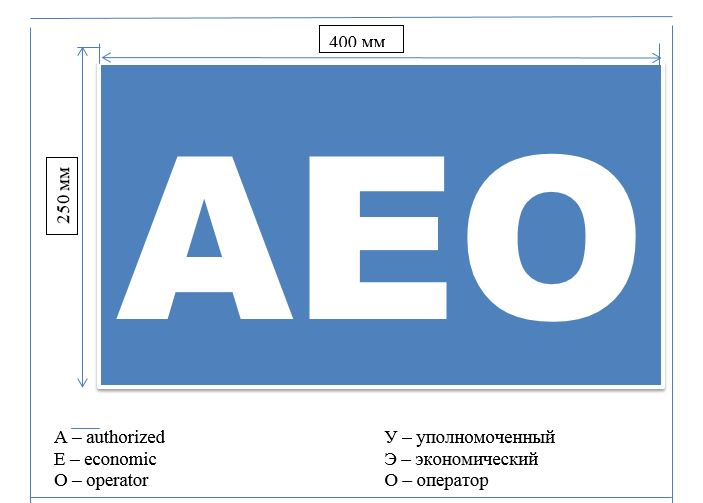 400 мм
250 мм
AEO
A – authorized
E – economic
O – operator
У – уполномоченный
Э – экономический
О – оператор